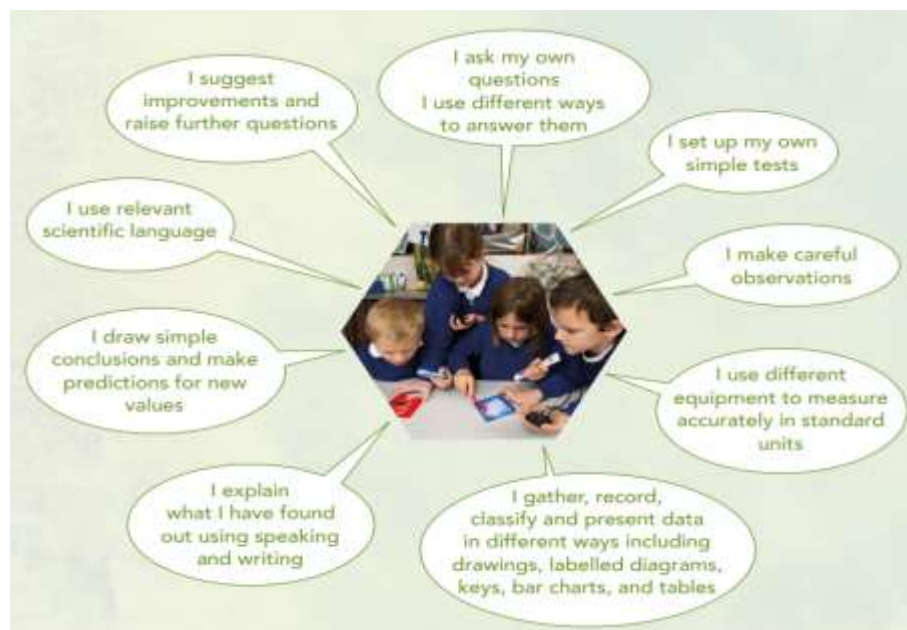 I ask my own
questions
I use different ways
to answer them
I set up my own
simple tests
I make careful
observations
I use different
equipment to measure
accurately in standard
units
I gather, record,
classify and present data
in different ways including
drawings, labelled diagrams,
keys, bar charts, and tables
I explain
what I have found
out using speaking
and writing
I draw simple
conclusions and make
predictions for new
values
I use relevant
scientific language
I suggest
improvements and
raise further questions